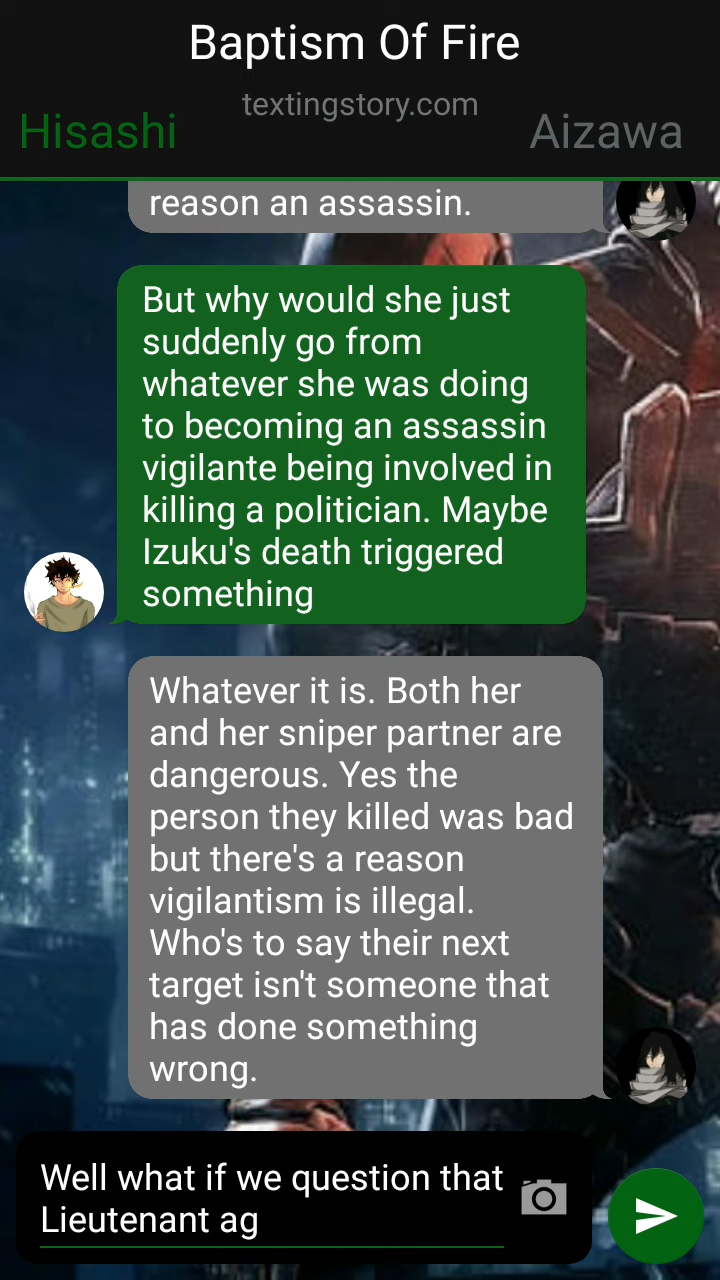 Baptism Of Fire
textingstory.com
Hisashi
Aizawa
reason an assassin.
But why would she just
suddenly go from
whatever she was doing
to becoming an assassin
vigilante being involved in
killing a politician. Maybe
Izuku's death triggered
something
Whatever it is. Both her
and her sniper partner are
dangerous. Yes the
person they killed was bad
but there's a reason
vigilantism is illegal.
Who's to say their next
target isn't someone that
has done something
wrong.
Well what if we question that
Lieutenant ag